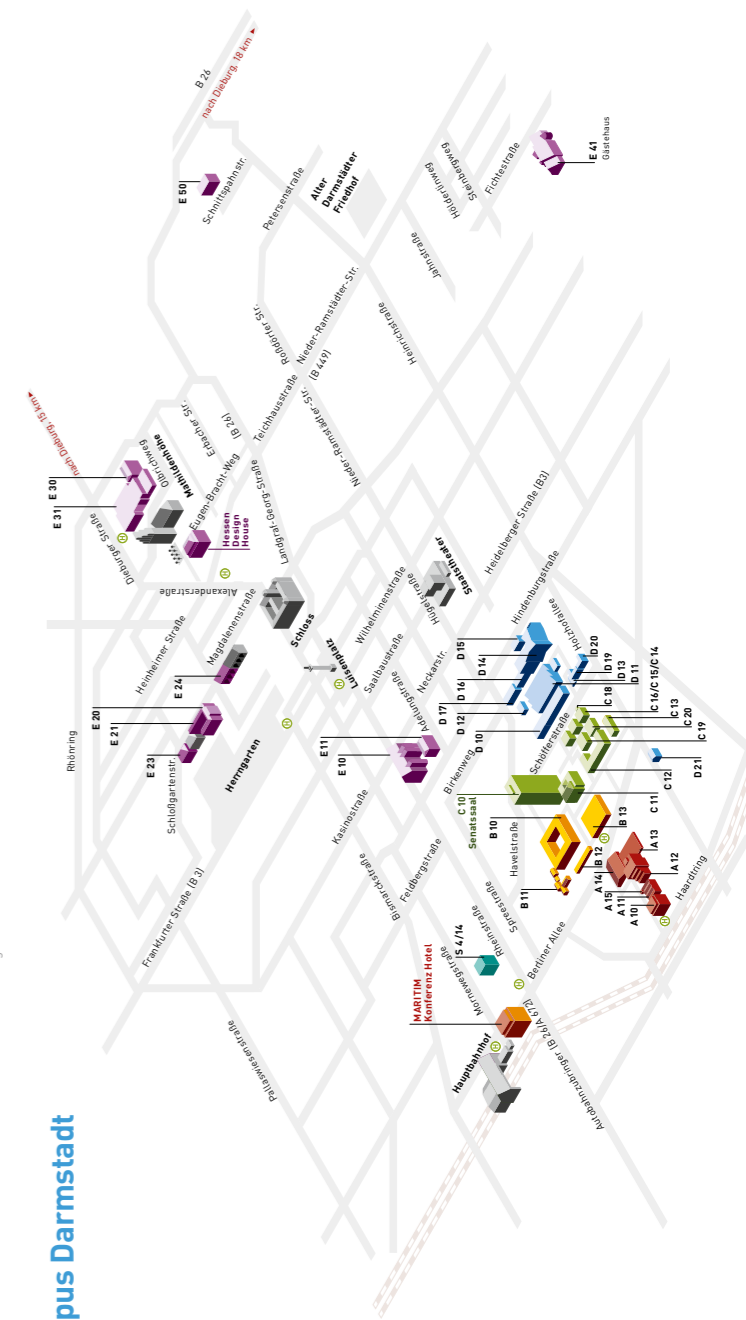 pus Darmstadt
B 26
nach Dieburg, 18 km
E 50
Schnittspahnstr.
Petersenstraße
Alter
Darmstädter
Friedhof
Hölderlinweg
Steinbergweg
Fichtestraße
E 41
Gästehaus
Jahnstraße
Heinrichstraße
Roßdörfer Str.
Nieder-Ramstädter-Str.
Teichhausstraße
(B 449)
Nieder-Ramstädter-Str.
nach Dieburg, 15 km
E 30
E 31
Olbrichweg
Mathildenhöhe
Erbacher Str.
(B 26)
Eugen-Bracht-Weg
Dieburger Straße
H
Hessen
Design
House
Landgraf-Georg-Straße
Alexanderstraße
H
Schloss
Magdalenenstraße
Heinheimer Straße
E 24
Rhönring
E 20
E 21
E 23
Schloßgartenstr.
Herrngarten
H
Luisenplatz
H
Wilhelminenstraße
Saalbaustraße
Hügelstraße
Staatstheater
Heidelberger Straße (B3)
Adelungstraße
Neckarstr.
E 11
E 10
Kasinostraße
Bismarckstraße
Feldbergstraße
Frankfurter Straße (B 3)
Pallaswiesenstraße
Birkenweg
Hindenburgstraße
Holzhofallee
D 15
D 14
D 16
D 17
D 12
D 10
D 20
D 19
D 13
D 11
C 18
C 16/C 15/C 14
C 13
C 20
C 19
D 21
C 12
Schöfferstraße
C 10
Senatssaal
C 11
B 10
B 13
Havelstraße
H
B 12
B 11
A 13
A 12
A 14
A 15
A 11
A 10
H
Haardtring
Spreestraße
Rheinstraße
S 4/14
Mornewegstraße
Berliner Allee
H
MARITIM
Konferenz Hotel
Hauptbahnhof
H
Autobahnzubringer (B 26/A 672)